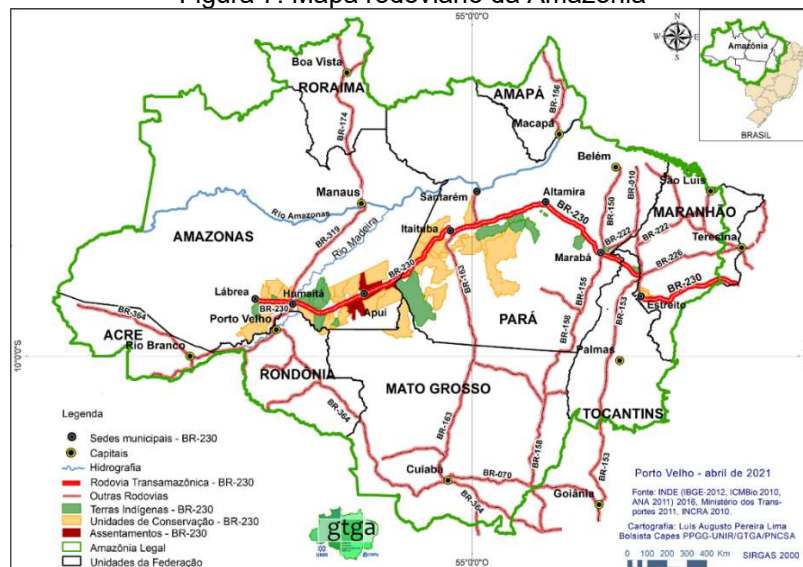 Figura 7: Mapa rodoviário da Amazônia
55°0'0"O
Amazônia
BRASIL
Boa Vista
RORAIMA
BR-174
AMAPÁ
BR-156
Macapá
Belém
São Luis
Manaus
Santarém
Altamira
BR-230
BR-150
BR-010
MARANHÃO
Rio Amazonas
Rio Madeira
BR-319
AMAZONAS
Itaituba
BR-222
BR-222
Teresina
Marabá
BR-226
BR-230
BR-163
BR-230
Estreito
Lábrea
Humaitá
BR-230
Apuí
BR-155
BR-153
PARÁ
BR-158
Porto Velho
BR-364
ACRE
Rio Branco
10°0'0"S
Palmas
RONDÔNIA
MATO GROSSO
TOCANTINS
BR-364
BR-163
BR-158
BR-153
Cuiabá
BR-070
BR-364
Goiânia
Legenda
Sedes municipais - BR-230
Capitais
Hidrografia
Rodovia Transamazônica - BR-230
Outras Rodovias
Terras Indígenas - BR-230
Unidades de Conservação - BR-230
Assentamentos - BR-230
Amazônia Legal
Unidades da Federação
gtga
Porto Velho - abril de 2021
Fonte: INDE (IBGE-2012, ICMBio 2010,
ANA 2011) 2016, Ministério dos Trans-
portes 2011, INCRA 2010.
Cartografia: Luís Augusto Pereira Lima
Bolsista Capes PPGG-UNIR/GTGA/PNCSA
0 50 100 200 300 400 Km
SIRGAS 2000
55°0'0"O